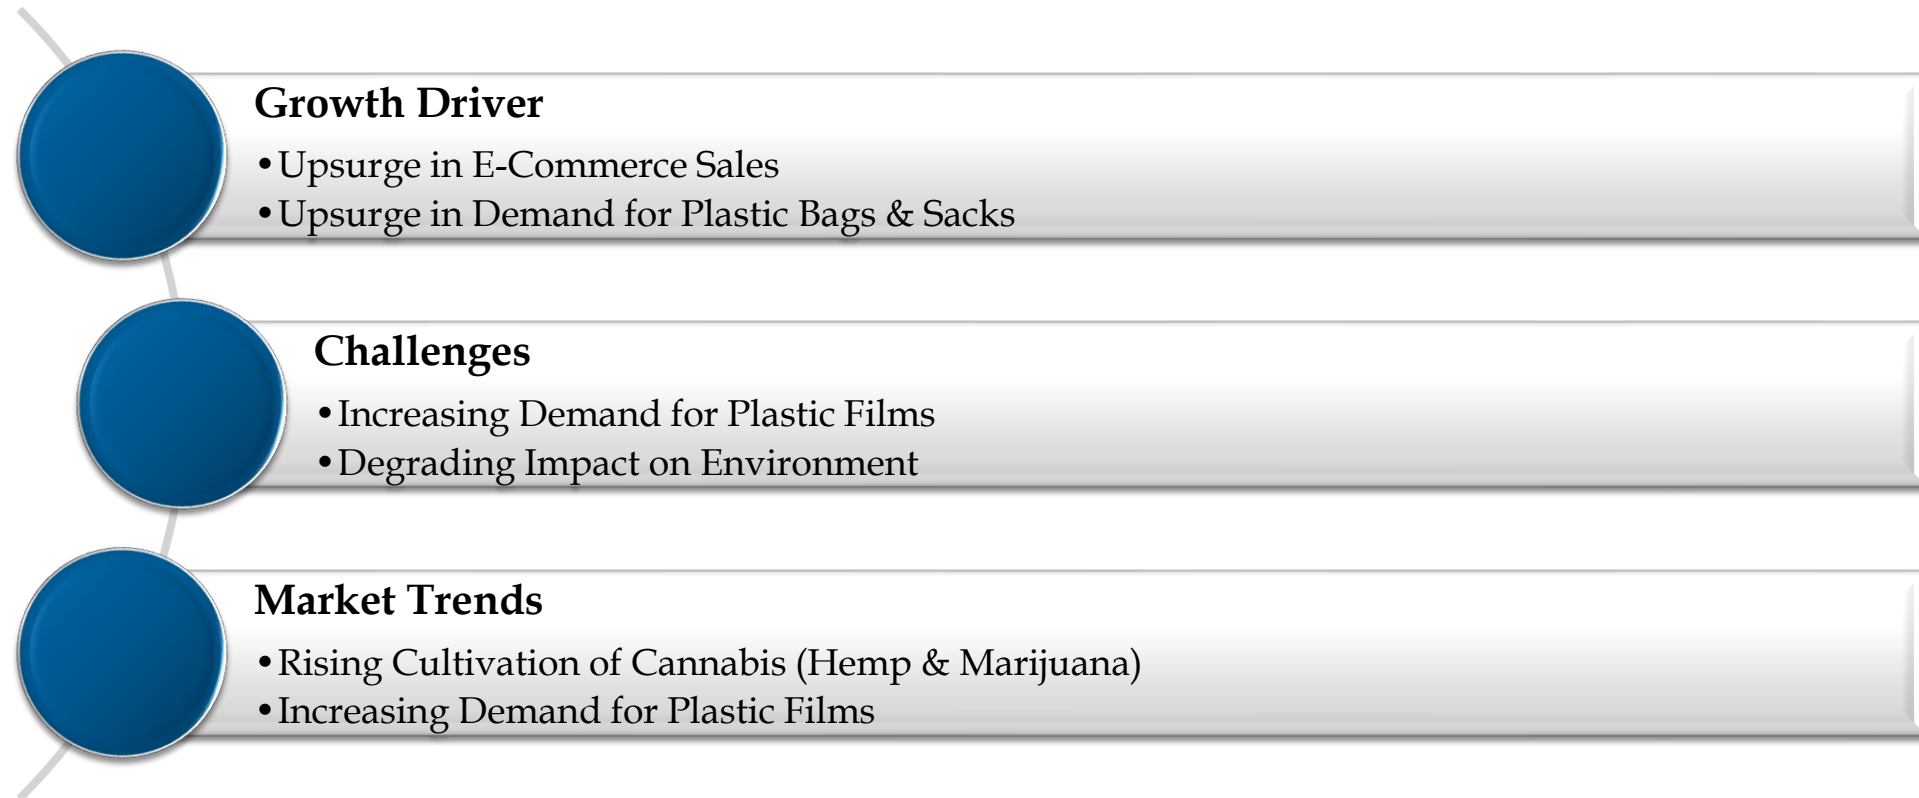 Growth Driver
•Upsurge in E-Commerce Sales
•Upsurge in Demand for Plastic Bags & Sacks
Challenges
•Increasing Demand for Plastic Films
•Degrading Impact on Environment
Market Trends
•Rising Cultivation of Cannabis (Hemp & Marijuana)
•Increasing Demand for Plastic Films